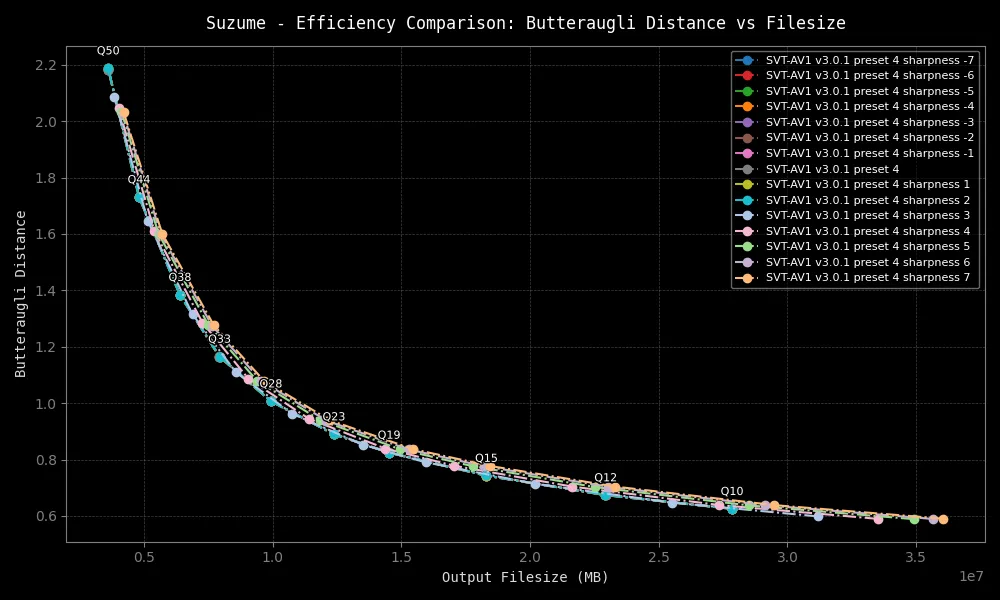 Suzume - Efficiency Comparison: Butteraugli Distance vs Filesize
Q50
Q44
Q38
Q33
Q28
Q23
Q19
Q15
Q12
Q10
SVT-AV1 v3.0.1 preset 4 sharpness -7
SVT-AV1 v3.0.1 preset 4 sharpness -6
SVT-AV1 v3.0.1 preset 4 sharpness -5
SVT-AV1 v3.0.1 preset 4 sharpness -4
SVT-AV1 v3.0.1 preset 4 sharpness -3
SVT-AV1 v3.0.1 preset 4 sharpness -2
SVT-AV1 v3.0.1 preset 4 sharpness -1
SVT-AV1 v3.0.1 preset 4
SVT-AV1 v3.0.1 preset 4 sharpness 1
SVT-AV1 v3.0.1 preset 4 sharpness 2
SVT-AV1 v3.0.1 preset 4 sharpness 3
SVT-AV1 v3.0.1 preset 4 sharpness 4
SVT-AV1 v3.0.1 preset 4 sharpness 5
SVT-AV1 v3.0.1 preset 4 sharpness 6
SVT-AV1 v3.0.1 preset 4 sharpness 7
Butteraugli Distance
2.2
2.0
1.8
1.6
1.4
1.2
1.0
0.8
0.6
0.5 1.0 1.5 2.0 2.5 3.0 3.5
1e7
Output Filesize (MB)